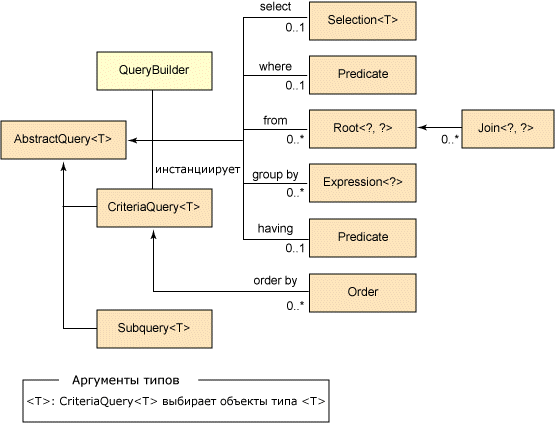 select
Selection<T>
0..1
QueryBuilder
where
Predicate
0..1
AbstractQuery<T>
from
Root<?, ?>
Join<?, ?>
0..*
0..*
инстанциирует
group by
Expression<?>
0..*
CriteriaQuery<T>
having
Predicate
0..1
order by
Order
0..*
Subquery<T>
Аргументы типов
<T>: CriteriaQuery<T> выбирает объекты типа <T>